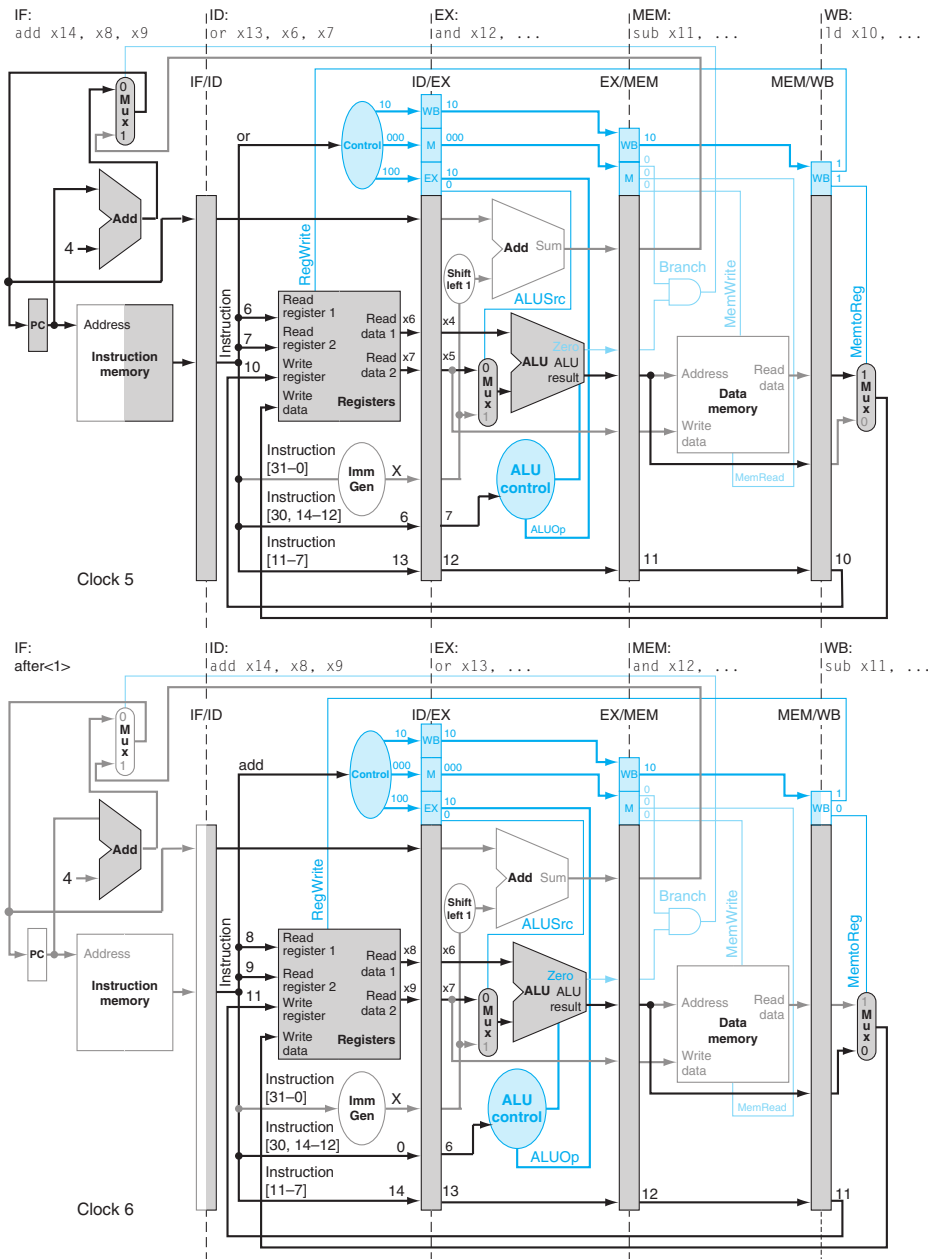 IF: ID: EX: MEM: WB:
add x14, x8, x9 or x13, x6, x7 and x12, ... sub x11, ... ld x10, ...
IF/ID ID/EX EX/MEM MEM/WB
0
Mux
1
or
Control
10
WB
10
000
M
000
100
EX
10
0
WB
10
M
0
0
0
WB
1
1
Add
4
RegWrite
Add Sum
Shift left 1
Branch
MemWrite
ALUSrc
MemtoReg
PC
Address
Instruction memory
Instruction
6
Read register 1
7
Read register 2
10
Write register
Write data
Read data 1
Read data 2
Registers
x6
x4
x7
x5
0
Mux
1
Zero
ALU
ALU result
Address
Read data
Data memory
Write data
MemRead
1
Mux
0
Instruction [31–0]
Imm Gen
X
ALU control
ALUOp
Instruction [30, 14–12]
6
7
Instruction [11–7]
13
12
11
10
Clock 5
IF: ID: EX: MEM: WB:
after<1> add x14, x8, x9 or x13, ... and x12, ... sub x11, ...
IF/ID ID/EX EX/MEM MEM/WB
0
Mux
1
add
Control
10
WB
10
000
M
000
100
EX
10
0
WB
10
M
0
0
0
WB
1
0
Add
4
RegWrite
Add Sum
Shift left 1
Branch
MemWrite
ALUSrc
MemtoReg
PC
Address
Instruction memory
Instruction
8
Read register 1
9
Read register 2
11
Write register
Write data
Read data 1
Read data 2
Registers
x8
x6
x9
x7
0
Mux
1
Zero
ALU
ALU result
Address
Read data
Data memory
Write data
MemRead
1
Mux
0
Instruction [31–0]
Imm Gen
X
ALU control
ALUOp
Instruction [30, 14–12]
0
6
Instruction [11–7]
14
13
12
11
Clock 6